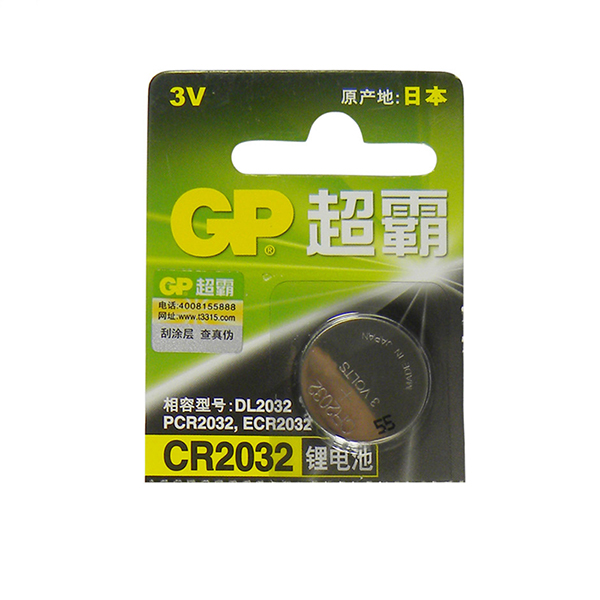 3V
原产地:日本
GP®超霸
GP超霸
电话:4008155888
网址:www.t3315.com
刮涂层 查真伪
MADE IN JAPAN
3 VOLTS
CR2032
55
相容型号:DL2032
PCR2032, ECR2032
CR2032 锂电池